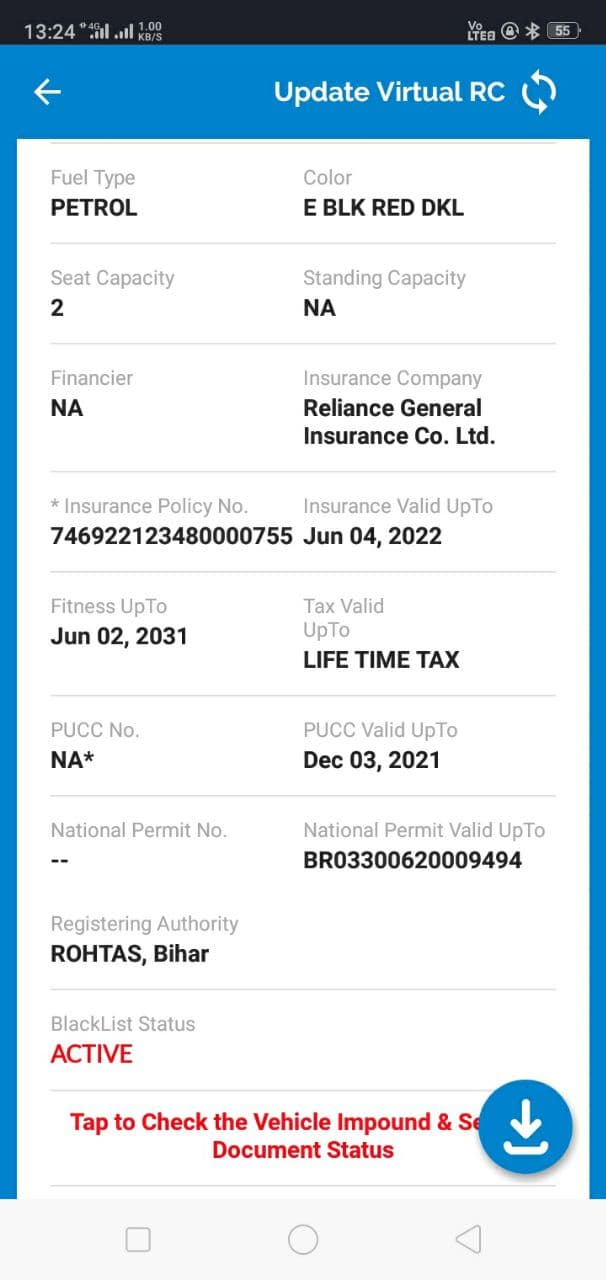 13:24 4G 1.00 KB/S Vo LTE 55
Update Virtual RC
Fuel Type Color
PETROL E BLK RED DKL
Seat Capacity Standing Capacity
2 NA
Financier Insurance Company
NA Reliance General
Insurance Co. Ltd.
* Insurance Policy No. Insurance Valid UpTo
746922123480000755 Jun 04, 2022
Fitness UpTo Tax Valid
UpTo
Jun 02, 2031
LIFE TIME TAX
PUCC No. PUCC Valid UpTo
NA* Dec 03, 2021
National Permit No. National Permit Valid UpTo
-- BR03300620009494
Registering Authority
ROHTAS, Bihar
BlackList Status
ACTIVE
Tap to Check the Vehicle Impound &
Document Status